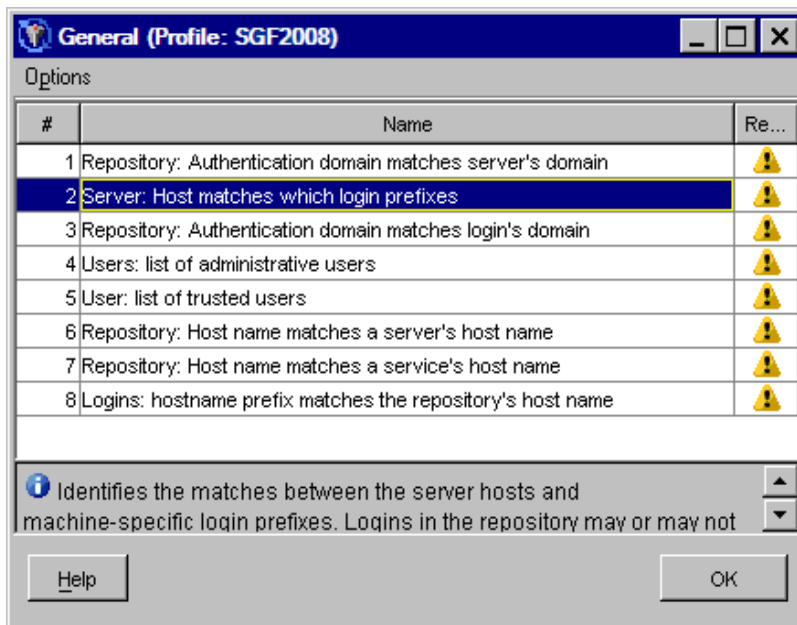 General (Profile: SGF2008)
Options
# Name Re...
1 Repository: Authentication domain matches server's domain
2 Server: Host matches which login prefixes
3 Repository: Authentication domain matches login's domain
4 Users: list of administrative users
5 User: list of trusted users
6 Repository: Host name matches a server's host name
7 Repository: Host name matches a service's host name
8 Logins: hostname prefix matches the repository's host name
Identifies the matches between the server hosts and
machine-specific login prefixes. Logins in the repository may or may not
Help OK